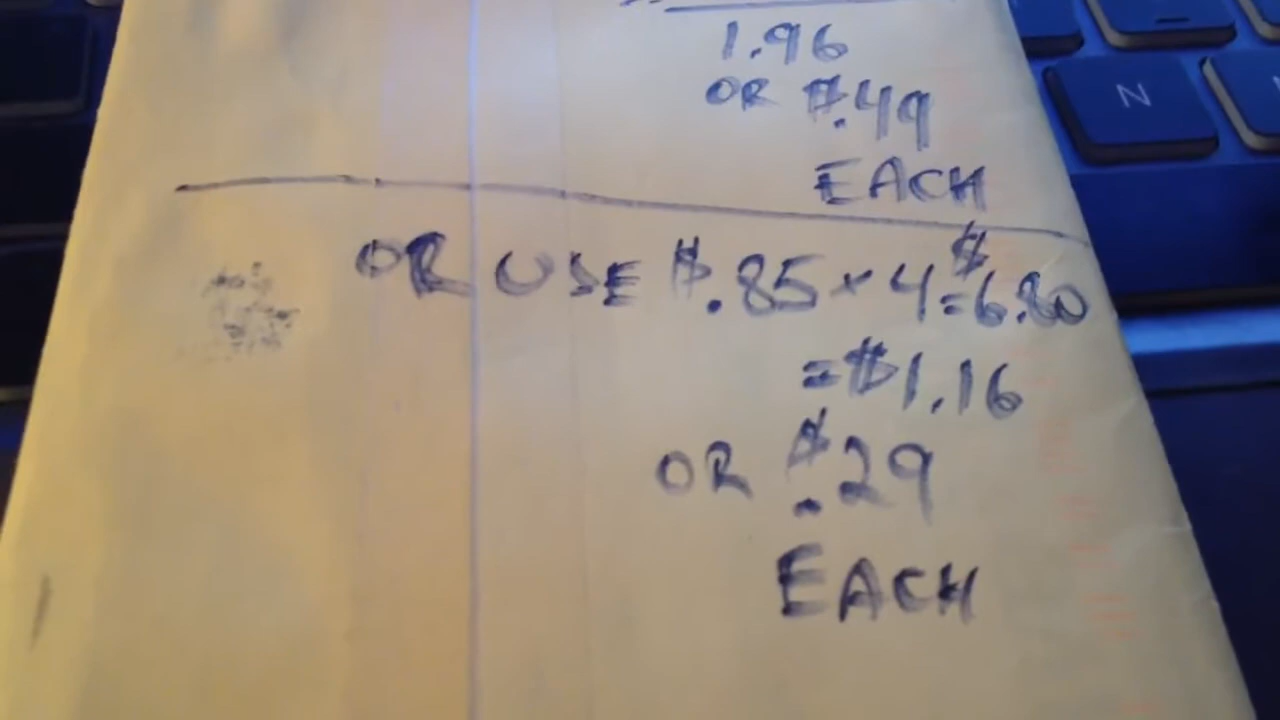 1.96
OR $.49
EACH
OR USE $.85 × 4 = $6.80
= $1.16
OR $.29
EACH
N